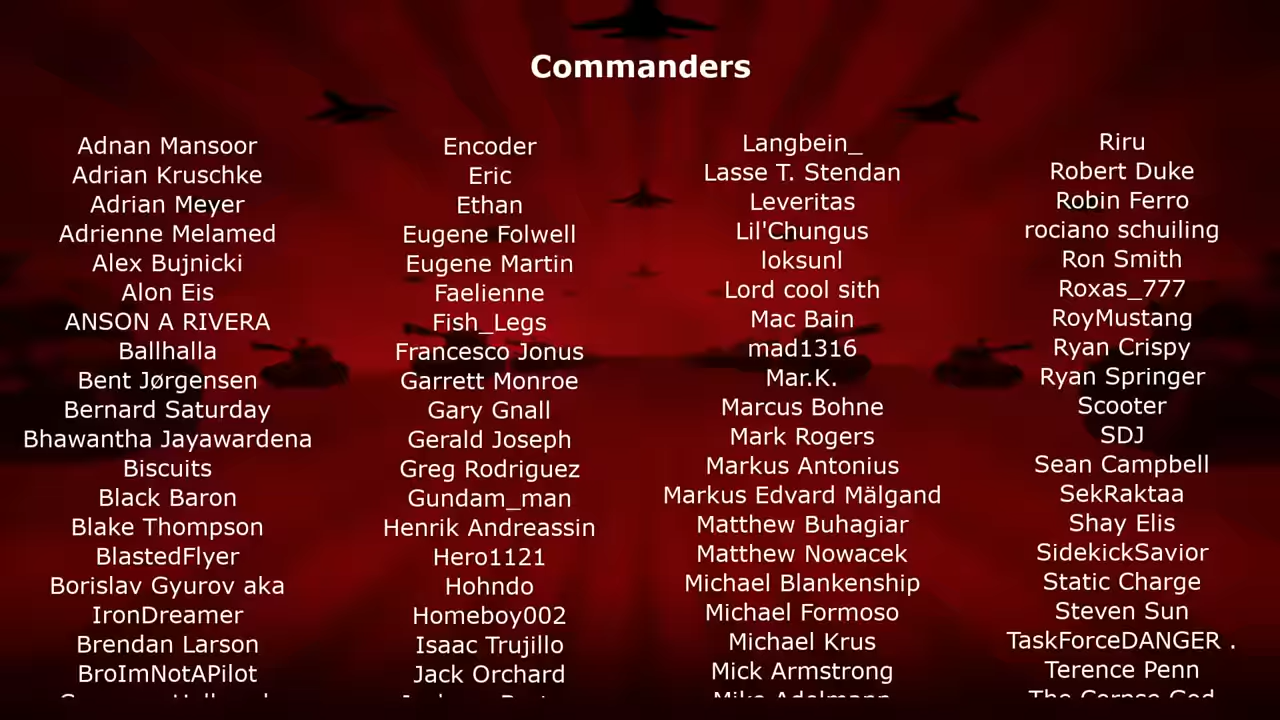 Commanders
Adnan Mansoor
Adrian Kruschke
Adrian Meyer
Adrienne Melamed
Alex Bujnicki
Alon Eis
ANSON A RIVERA
Ballhalla
Bent Jørgensen
Bernard Saturday
Bhawantha Jayawardena
Biscuits
Black Baron
Blake Thompson
BlastedFlyer
Borislav Gyurov aka
IronDreamer
Brendan Larson
BroImNotAPilot
Encoder
Eric
Ethan
Eugene Folwell
Eugene Martin
Faelienne
Fish_Legs
Francesco Jonus
Garrett Monroe
Gary Gnall
Gerald Joseph
Greg Rodriguez
Gundam_man
Henrik Andreassin
Hero1121
Hohndo
Homeboy002
Isaac Trujillo
Jack Orchard
Langbein_
Lasse T. Stendan
Leveritas
Lil'Chungus
loksunl
Lord cool sith
Mac Bain
mad1316
Mar.K.
Marcus Bohne
Mark Rogers
Markus Antonius
Markus Edvard Mälgand
Matthew Buhagiar
Matthew Nowacek
Michael Blankenship
Michael Formoso
Michael Krus
Mick Armstrong
Mike Adelmann
Riru
Robert Duke
Robin Ferro
rociano schuiling
Ron Smith
Roxas_777
RoyMustang
Ryan Crispy
Ryan Springer
Scooter
SDJ
Sean Campbell
SekRaktaa
Shay Elis
SidekickSavior
Static Charge
Steven Sun
TaskForceDANGER .
Terence Penn
The Corpse God